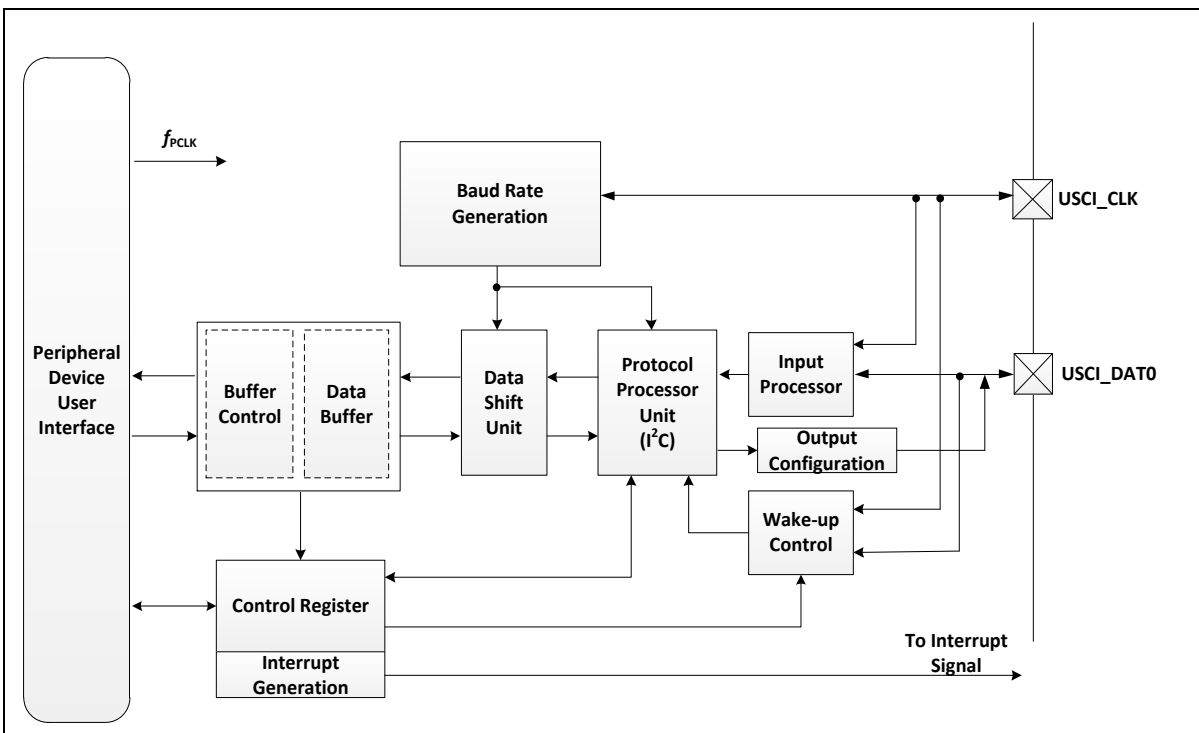 fPCLK
Baud Rate
Generation
USCI_CLK
Peripheral
Device
User
Interface
Buffer
Control
Data
Buffer
Data
Shift
Unit
Protocol
Processor
Unit
(I²C)
Input
Processor
USCI_DAT0
Output
Configuration
Wake-up
Control
Control Register
Interrupt
Generation
To Interrupt
Signal